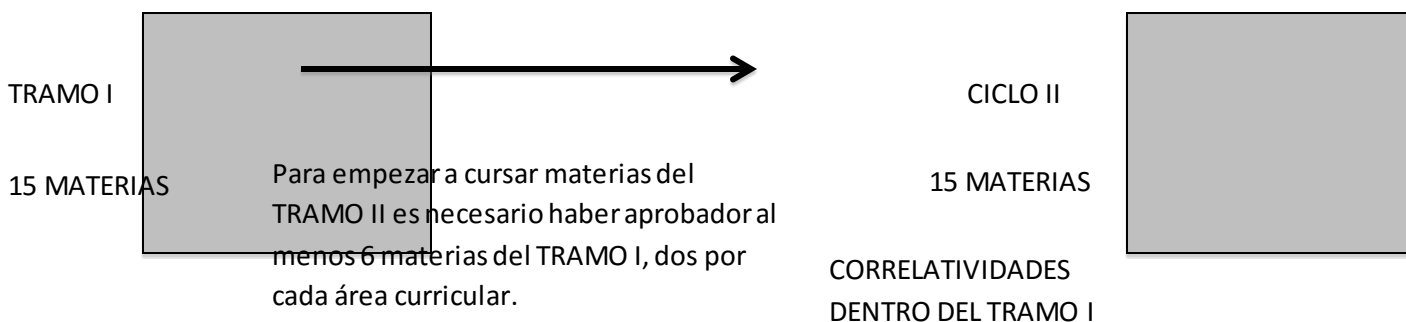 TRAMO I
15 MATERIAS
Para empezar a cursar materias del
TRAMO II es necesario haber aprobador al
menos 6 materias del TRAMO I, dos por
cada área curricular.
CICLO II
15 MATERIAS
CORRELATIVIDADES
DENTRO DEL TRAMO I